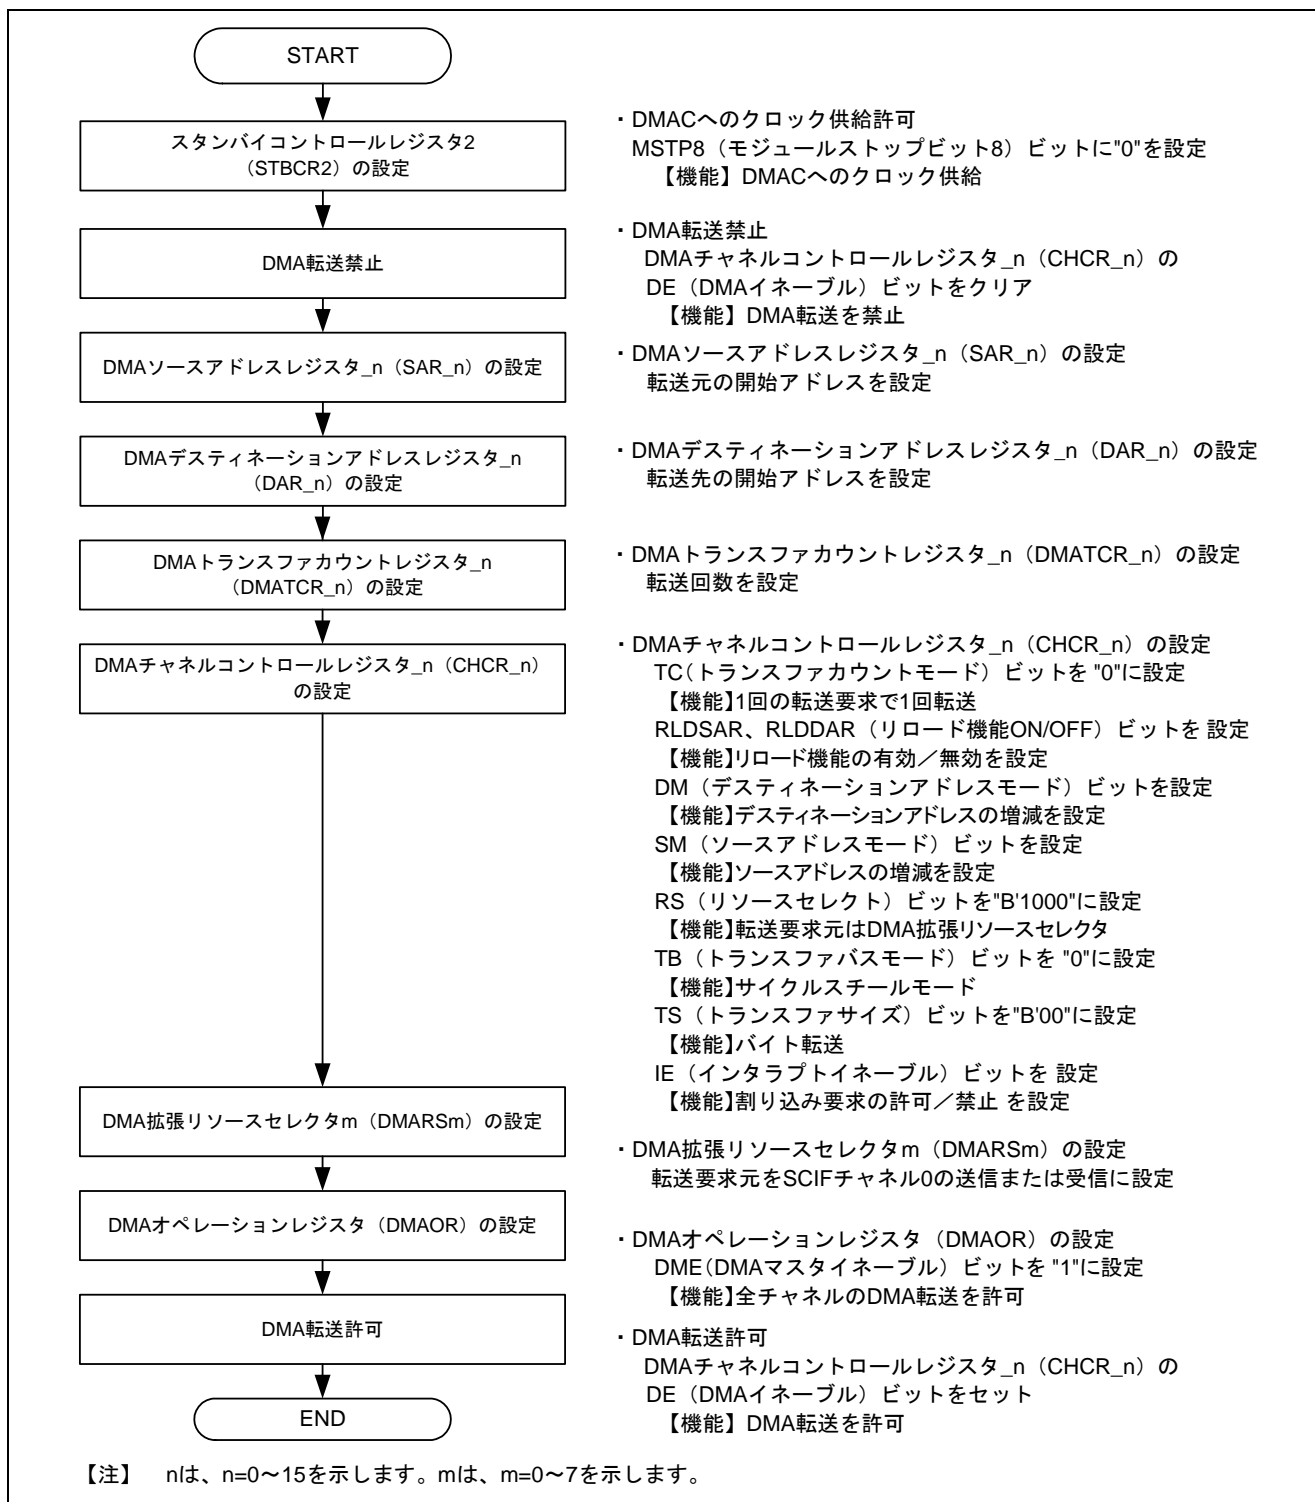 START
スタンバイコントロールレジスタ2
（STBCR2）の設定
DMA転送禁止
DMAソースアドレスレジスタ_n（SAR_n）の設定
DMAデスティネーションアドレスレジスタ_n
（DAR_n）の設定
DMAトランスファカウントレジスタ_n
（DMATCR_n）の設定
DMAチャネルコントロールレジスタ_n（CHCR_n）
の設定
DMA拡張リソースセレクタm（DMARSm）の設定
DMAオペレーションレジスタ（DMAOR）の設定
DMA転送許可
END
・DMACへのクロック供給許可
MSTP8（モジュールストップビット8）ビットに"0"を設定
【機能】DMACへのクロック供給
・DMA転送禁止
DMAチャネルコントロールレジスタ_n（CHCR_n）の
DE（DMAイネーブル）ビットをクリア
【機能】DMA転送を禁止
・DMAソースアドレスレジスタ_n（SAR_n）の設定
転送元の開始アドレスを設定
・DMAデスティネーションアドレスレジスタ_n（DAR_n）の設定
転送先の開始アドレスを設定
・DMAトランスファカウントレジスタ_n（DMATCR_n）の設定
転送回数を設定
・DMAチャネルコントロールレジスタ_n（CHCR_n）の設定
TC（トランスファカウントモード）ビットを "0"に設定
【機能】1回の転送要求で1回転送
RLDSAR、RLDDAR（リロード機能ON/OFF）ビットを 設定
【機能】リロード機能の有効／無効を設定
DM（デスティネーションアドレスモード）ビットを設定
【機能】デスティネーションアドレスの増減を設定
SM（ソースアドレスモード）ビットを設定
【機能】ソースアドレスの増減を設定
RS（リソースセレクト）ビットを"B'1000"に設定
【機能】転送要求元はDMA拡張リソースセレクタ
TB（トランスファバスモード）ビットを "0"に設定
【機能】サイクルスチールモード
TS（トランスファサイズ）ビットを"B'00"に設定
【機能】バイト転送
IE（インタラプトイネーブル）ビットを 設定
【機能】割り込み要求の許可／禁止 を設定
・DMA拡張リソースセレクタm（DMARSm）の設定
転送要求元をSCIFチャネル0の送信または受信に設定
・DMAオペレーションレジスタ（DMAOR）の設定
DME（DMAマスタイネーブル）ビットを "1"に設定
【機能】全チャネルのDMA転送を許可
・DMA転送許可
DMAチャネルコントロールレジスタ_n（CHCR_n）の
DE（DMAイネーブル）ビットをセット
【機能】DMA転送を許可
【注】 nは、n=0～15を示します。mは、m=0～7を示します。